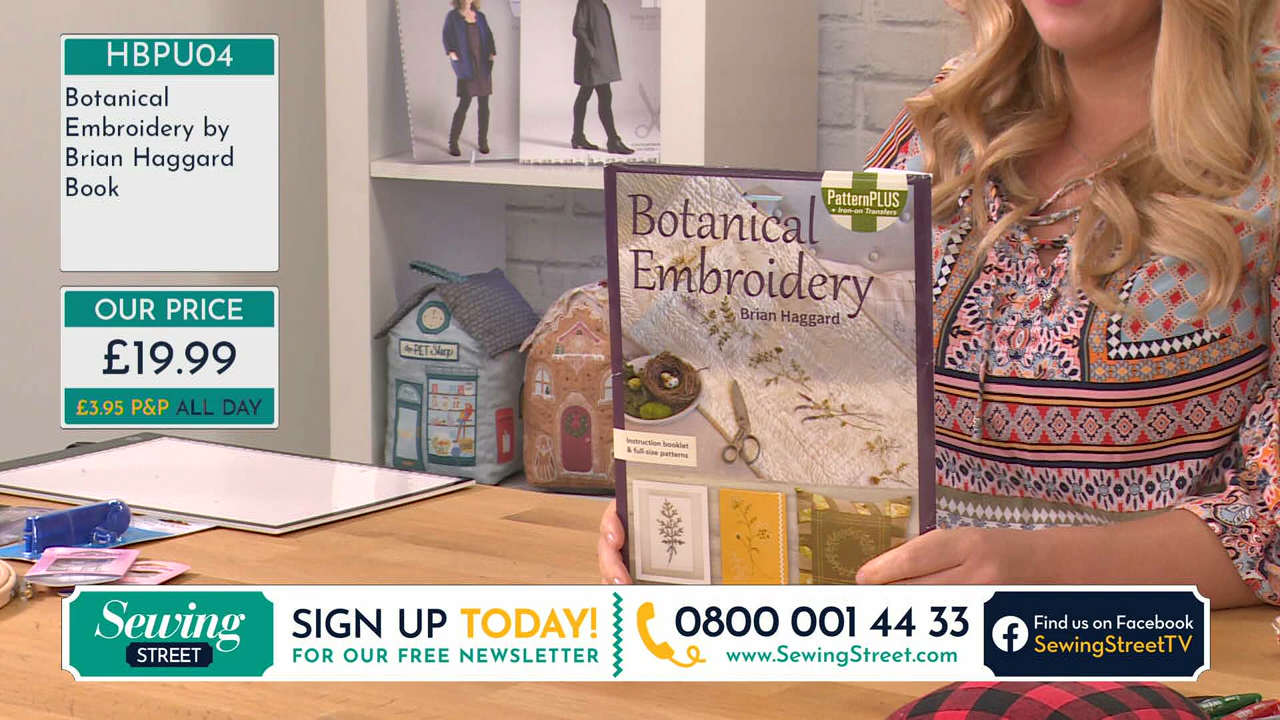 HBPU04
Botanical
Embroidery by
Brian Haggard
Book
OUR PRICE
£19.99
£3.95 P&P ALL DAY
PET Shop
PatternPLUS
+ Iron-on Transfers
Botanical
Embroidery
Brian Haggard
Instruction booklet
& full-size patterns
Sewing
STREET
SIGN UP TODAY!
FOR OUR FREE NEWSLETTER
0800 001 44 33
www.SewingStreet.com
Find us on Facebook
SewingStreetTV